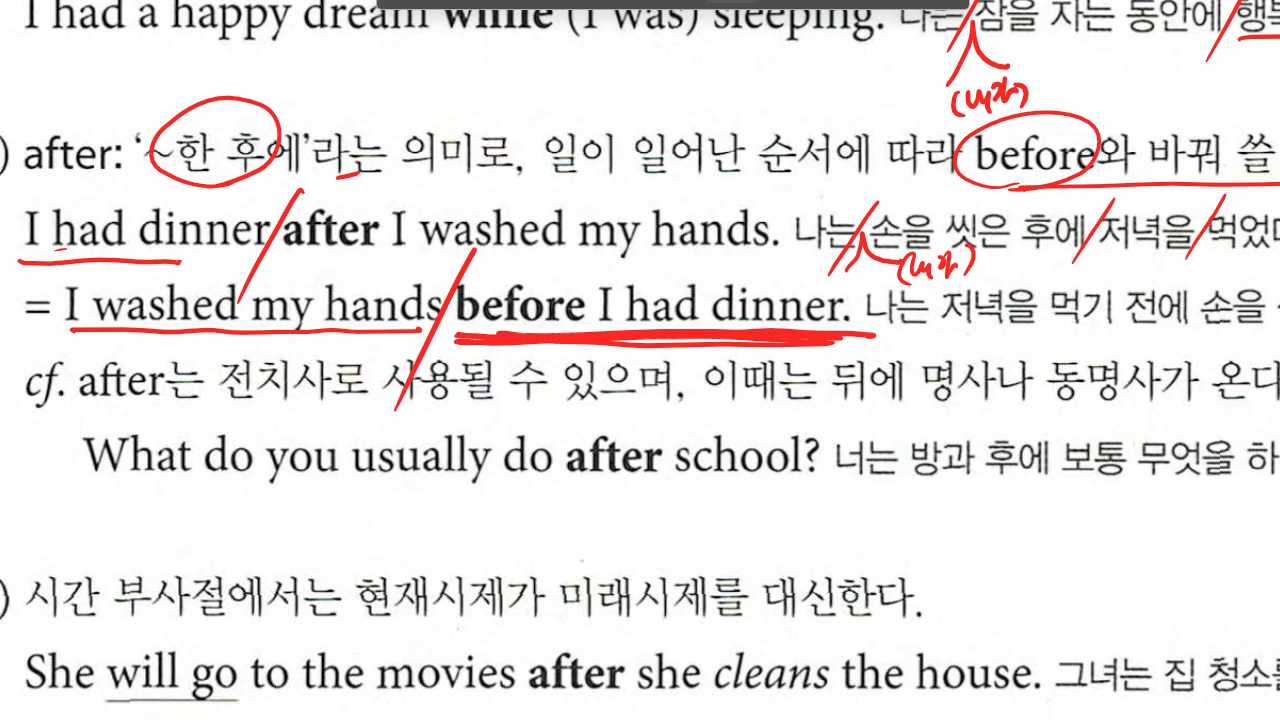 I had a happy dream while (I was) sleeping. 나는 잠을 자는 동안에 행복
(내가)
) after: ‘~한 후에’라는 의미로, 일이 일어난 순서에 따라 before와 바꿔 쓸
I had dinner after I washed my hands. 나는 손을 씻은 후에 저녁을 먹었다
(내가)
= I washed my hands before I had dinner. 나는 저녁을 먹기 전에 손을
cf. after는 전치사로 사용될 수 있으며, 이때는 뒤에 명사나 동명사가 온다
What do you usually do after school? 너는 방과 후에 보통 무엇을 하
) 시간 부사절에서는 현재시제가 미래시제를 대신한다.
She will go to the movies after she cleans the house. 그녀는 집 청소를